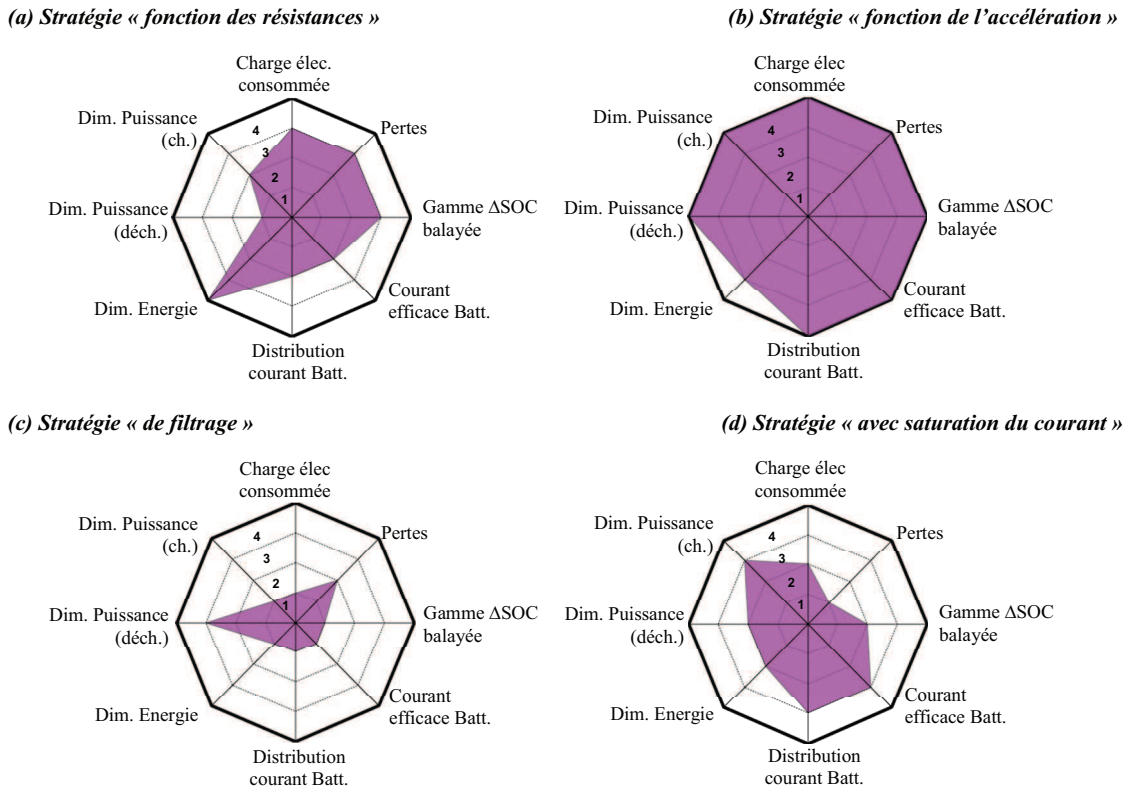 (a) Stratégie « fonction des résistances »
Charge élec.
consommée
Dim. Puissance
(ch.)
Pertes
4
3
2
1
Dim. Puissance
(déch.)
Gamme ΔSOC
balayée
Dim. Energie
Courant
efficace Batt.
Distribution
courant Batt.
(b) Stratégie « fonction de l'accélération »
Charge élec
consommée
Dim. Puissance
(ch.)
Pertes
4
3
2
1
Dim. Puissance
(déch.)
Gamme ΔSOC
balayée
Dim. Energie
Courant
efficace Batt.
Distribution
courant Batt.
(c) Stratégie « de filtrage »
Charge élec
consommée
Dim. Puissance
(ch.)
Pertes
4
3
2
1
Dim. Puissance
(déch.)
Gamme ΔSOC
balayée
Dim. Energie
Courant
efficace Batt.
Distribution
courant Batt.
(d) Stratégie « avec saturation du courant »
Charge élec
consommée
Dim. Puissance
(ch.)
Pertes
4
3
2
1
Dim. Puissance
(déch.)
Gamme ΔSOC
balayée
Dim. Energie
Courant
efficace Batt.
Distribution
courant Batt.